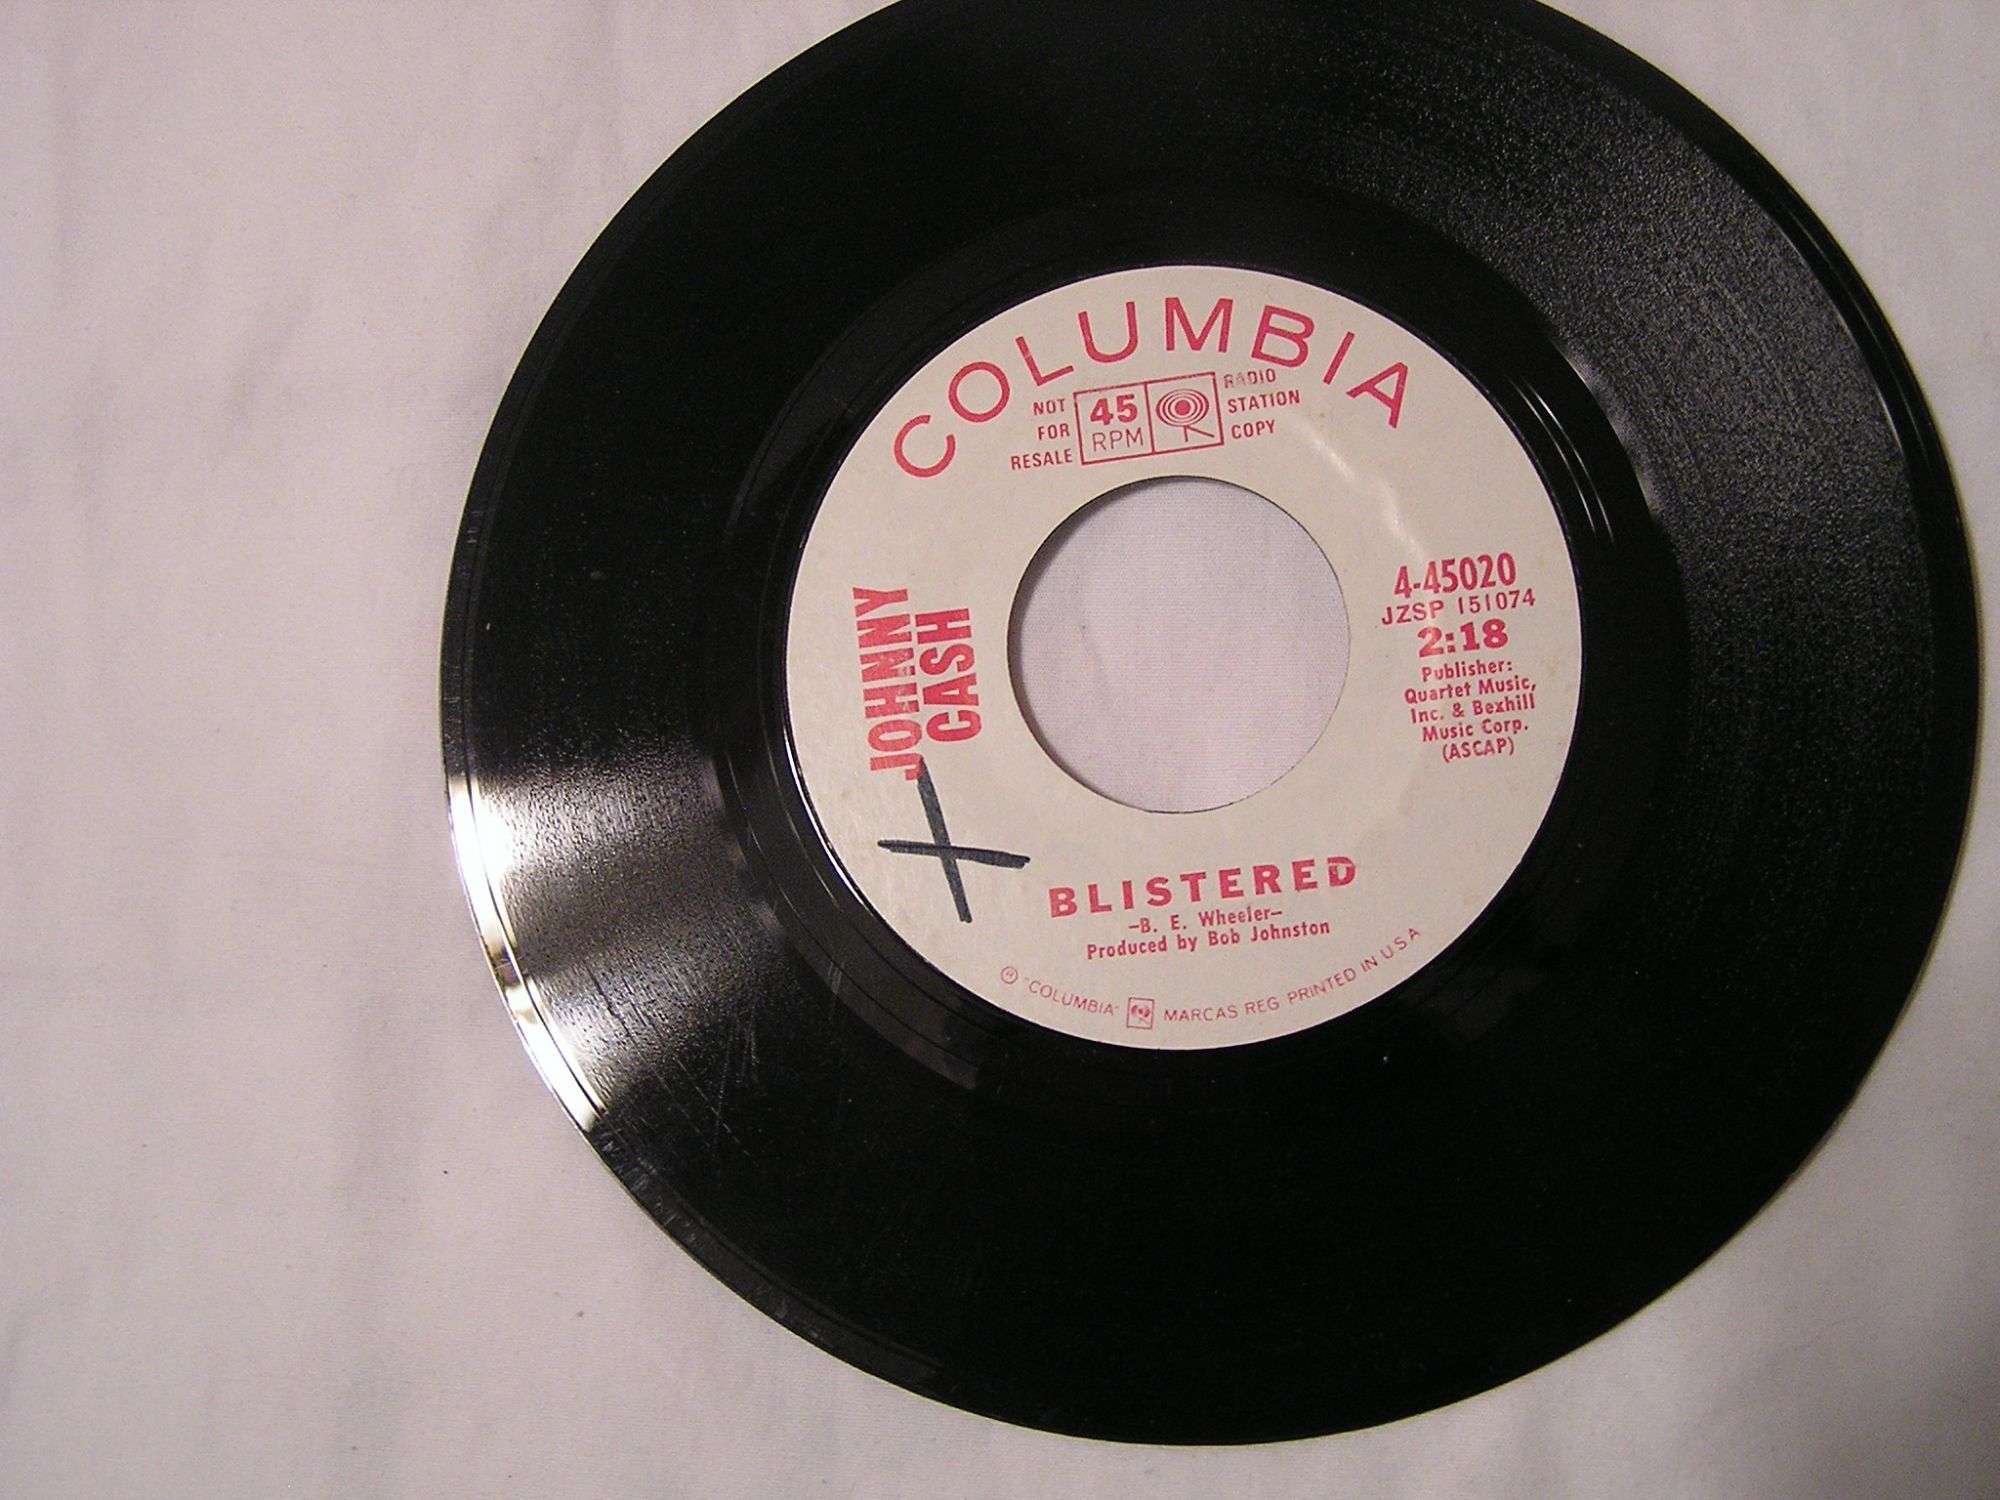 COLUMBIA
NOT
FOR
RESALE
45
RPM
RADIO
STATION
COPY
JOHNNY
CASH
4-45020
JZSP 151074
2:18
Publisher:
Quartet Music,
Inc. & Bexhill
Music Corp.
(ASCAP)
BLISTERED
—B. E. Wheeler—
Produced by Bob Johnston
Ⓡ "COLUMBIA" MARCAS REG PRINTED IN U S A